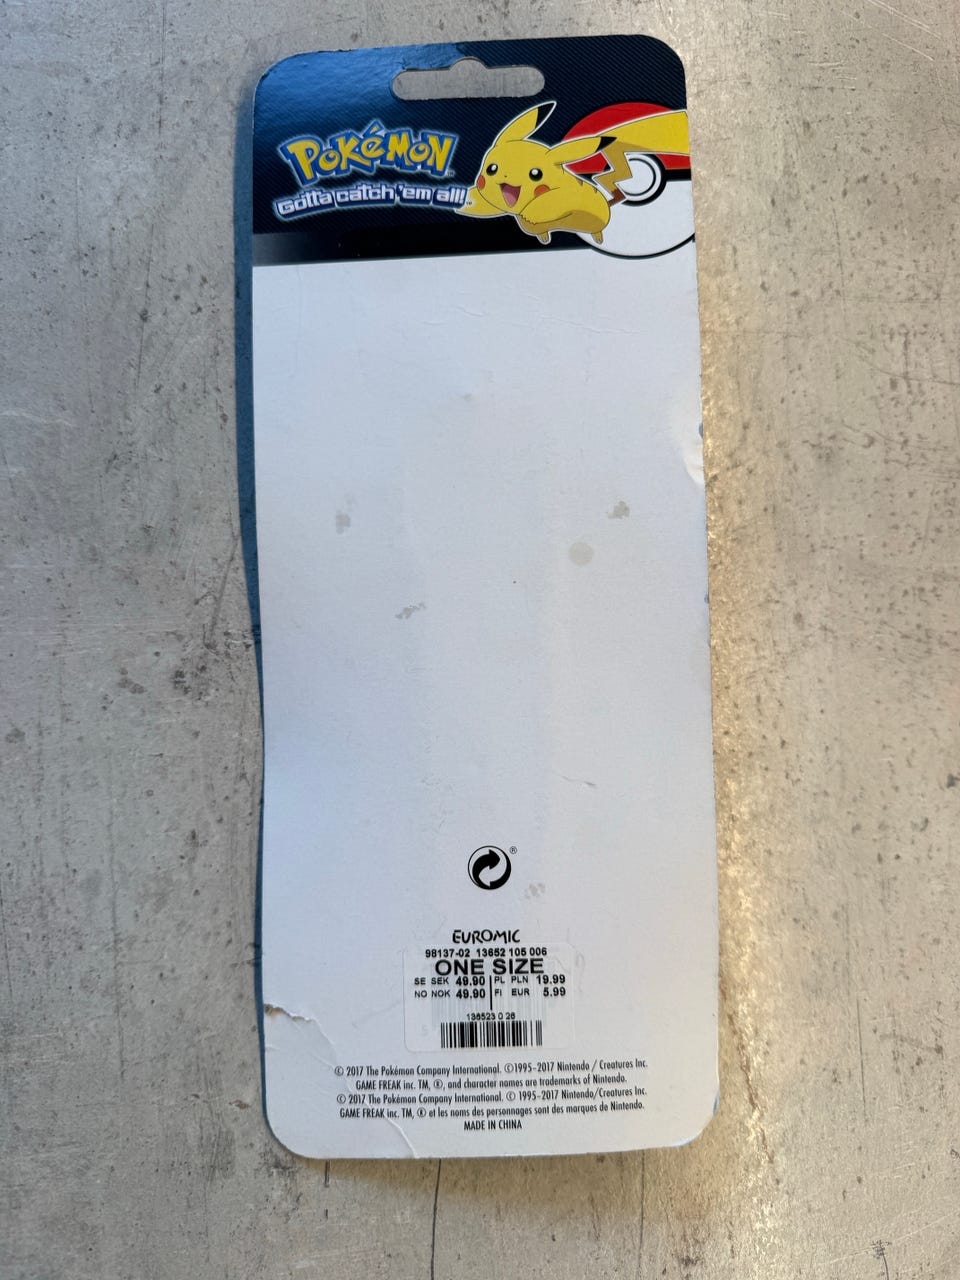 POKéMON
TM
Gotta catch 'em all!
TM
®
EUROMIC
98137-02 13652 105 006
ONE SIZE
SE SEK 49.90 PL PLN 19.99
NO NOK 49.90 FI EUR 5.99
136523 0 26
© 2017 The Pokémon Company International. ©1995-2017 Nintendo / Creatures Inc.
GAME FREAK inc. TM, ®, and character names are trademarks of Nintendo.
© 2017 The Pokémon Company International. © 1995-2017 Nintendo/Creatures Inc.
GAME FREAK inc. TM, ® et les noms des personnages sont des marques de Nintendo.
MADE IN CHINA